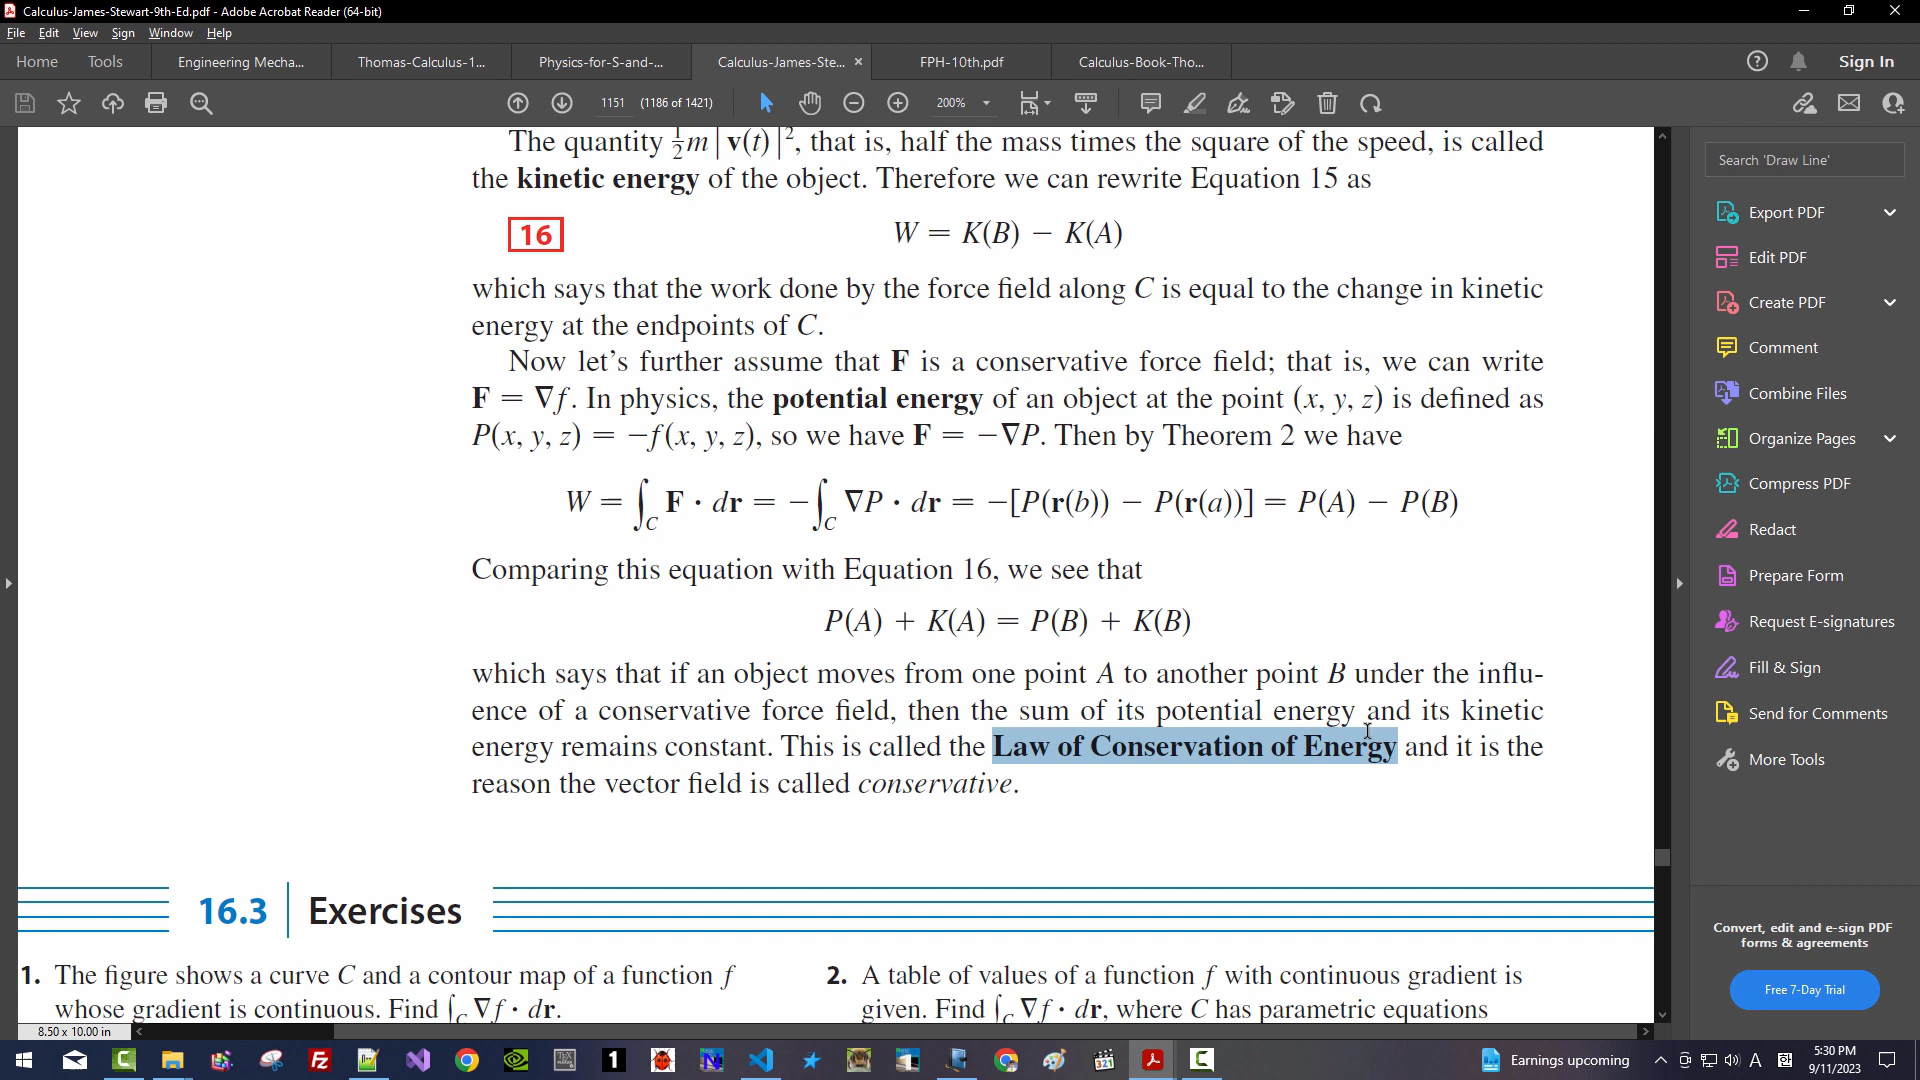 Calculus-James-Stewart-9th-Ed.pdf - Adobe Acrobat Reader (64-bit)
File Edit View Sign Window Help
Home Tools Engineering Mecha... Thomas-Calculus-1... Physics-for-S-and-... Calculus-James-Ste... × FPH-10th.pdf Calculus-Book-Tho... Sign In
1151 (1186 of 1421) 200%
The quantity ½m|v(t)|², that is, half the mass times the square of the speed, is called
the kinetic energy of the object. Therefore we can rewrite Equation 15 as
16 W = K(B) − K(A)
which says that the work done by the force field along C is equal to the change in kinetic
energy at the endpoints of C.
Now let's further assume that F is a conservative force field; that is, we can write
F = ∇f. In physics, the potential energy of an object at the point (x, y, z) is defined as
P(x, y, z) = −f(x, y, z), so we have F = −∇P. Then by Theorem 2 we have
W = ∫_C F · dr = −∫_C ∇P · dr = −[P(r(b)) − P(r(a))] = P(A) − P(B)
Comparing this equation with Equation 16, we see that
P(A) + K(A) = P(B) + K(B)
which says that if an object moves from one point A to another point B under the influ-
ence of a conservative force field, then the sum of its potential energy and its kinetic
energy remains constant. This is called the Law of Conservation of Energy and it is the
reason the vector field is called conservative.
16.3 Exercises
1. The figure shows a curve C and a contour map of a function f
whose gradient is continuous. Find ∫_C ∇f · dr.
2. A table of values of a function f with continuous gradient is
given. Find ∫_C ∇f · dr, where C has parametric equations
8.50 x 10.00 in
Search 'Draw Line'
Export PDF
Edit PDF
Create PDF
Comment
Combine Files
Organize Pages
Compress PDF
Redact
Prepare Form
Request E-signatures
Fill & Sign
Send for Comments
More Tools
Convert, edit and e-sign PDF
forms & agreements
Free 7-Day Trial
Earnings upcoming
A
5:30 PM
9/11/2023